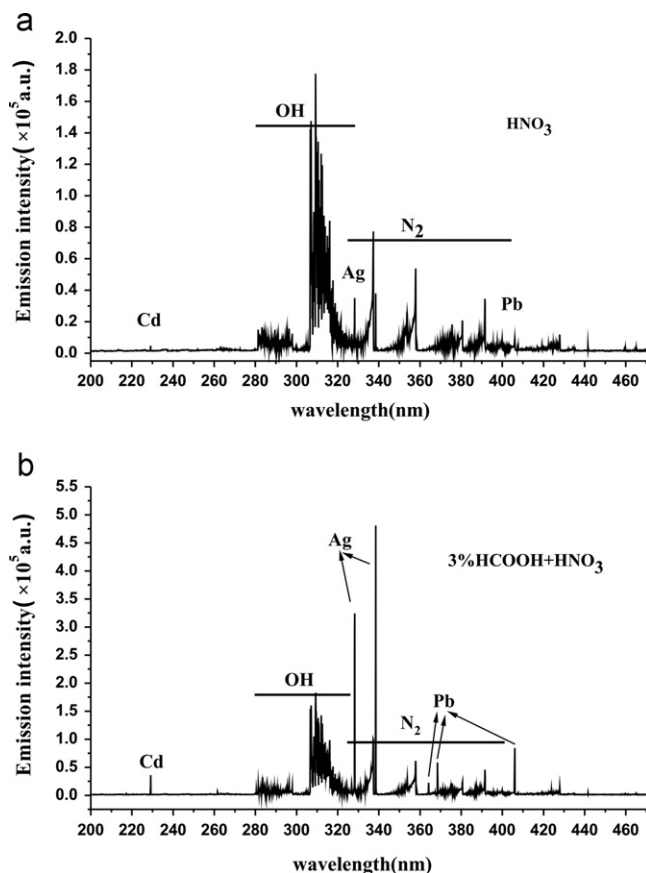 a
2.0
1.8
1.6
1.4
1.2
1.0
0.8
0.6
0.4
0.2
0.0
Emission intensity( ×10⁵a.u.)
OH
HNO₃
N₂
Ag
Cd
Pb
200 220 240 260 280 300 320 340 360 380 400 420 440 460
wavelength(nm)
b
5.5
5.0
4.5
4.0
3.5
3.0
2.5
2.0
1.5
1.0
0.5
0.0
Emission intensity( ×10⁵a.u.)
Ag
3%HCOOH+HNO₃
OH
Pb
N₂
Cd
200 220 240 260 280 300 320 340 360 380 400 420 440 460
wavelength(nm)